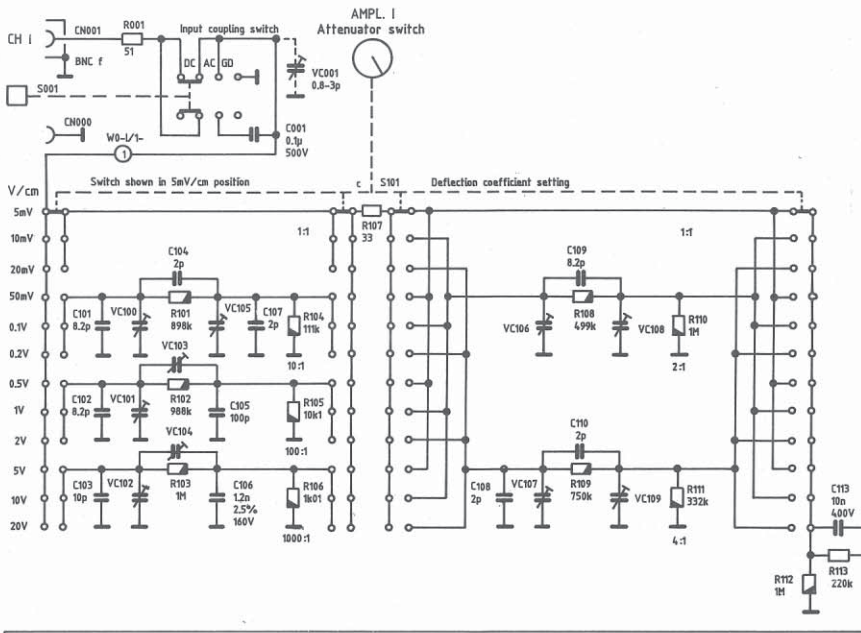 AMPL. I
Attenuator switch
CH I
CN001
R001
51
Input coupling switch
BNC f
DC AC GD
VC001
0.8-3p
S001
CN000
C001
0.1µ
500V
W0-1/1-
1
V/cm
Switch shown in 5mV/cm position
c
S101
Deflection coefficient setting
5mV
10mV
20mV
50mV
0.1V
0.2V
0.5V
1V
2V
5V
10V
20V
1:1
R107
33
1:1
C104
2p
C101
8.2p
VC100
R101
898k
VC105
C107
2p
R104
111k
10:1
VC103
C102
8.2p
VC101
R102
988k
C105
100p
R105
10k1
100:1
VC104
C103
10p
VC102
R103
1M
C106
1.2n
2.5%
160V
R106
1k01
1000:1
C109
8.2p
VC106
R108
499k
VC108
R110
1M
2:1
C110
2p
C108
2p
VC107
R109
750k
VC109
R111
332k
4:1
C113
10n
400V
R112
1M
R113
220k